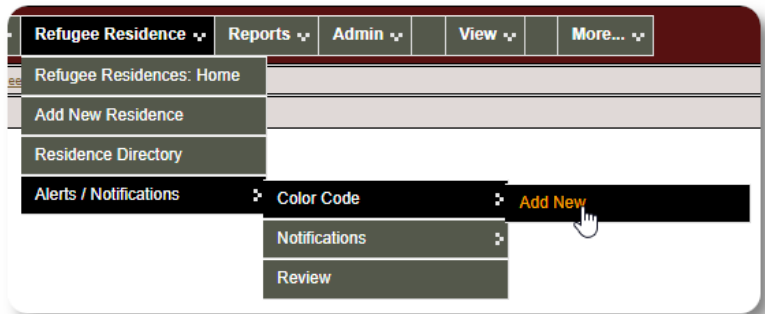 Refugee Residence Reports Admin View More...
ee
Refugee Residences: Home
Add New Residence
Residence Directory
Alerts / Notifications Color Code Add New
Notifications
Review